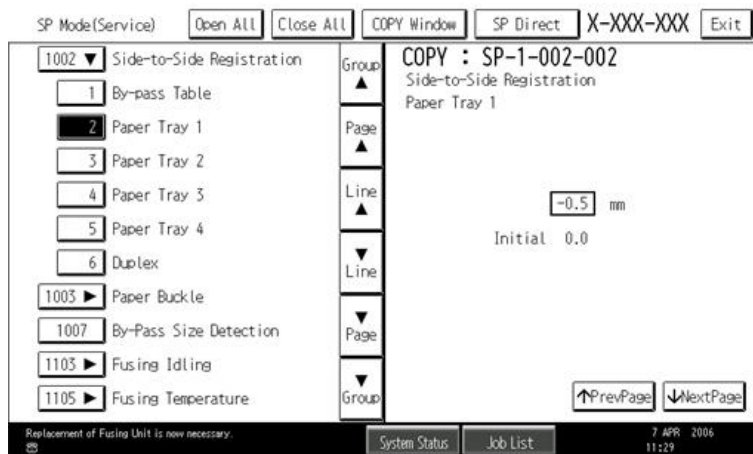 SP Mode(Service) Open All Close All COPY Window SP Direct X-XXX-XXX Exit
1002 ▼ Side-to-Side Registration
1 By-pass Table
2 Paper Tray 1
3 Paper Tray 2
4 Paper Tray 3
5 Paper Tray 4
6 Duplex
1003 ► Paper Buckle
1007 By-Pass Size Detection
1103 ► Fusing Idling
1105 ► Fusing Temperature
Group
▲
Page
▲
Line
▲
▼
Line
▼
Page
▼
Group
COPY : SP-1-002-002
Side-to-Side Registration
Paper Tray 1
-0.5 mm
Initial 0.0
↑PrevPage ↓NextPage
Replacement of Fusing Unit is now necessary.
System Status Job List
7 APR 2006
11:29